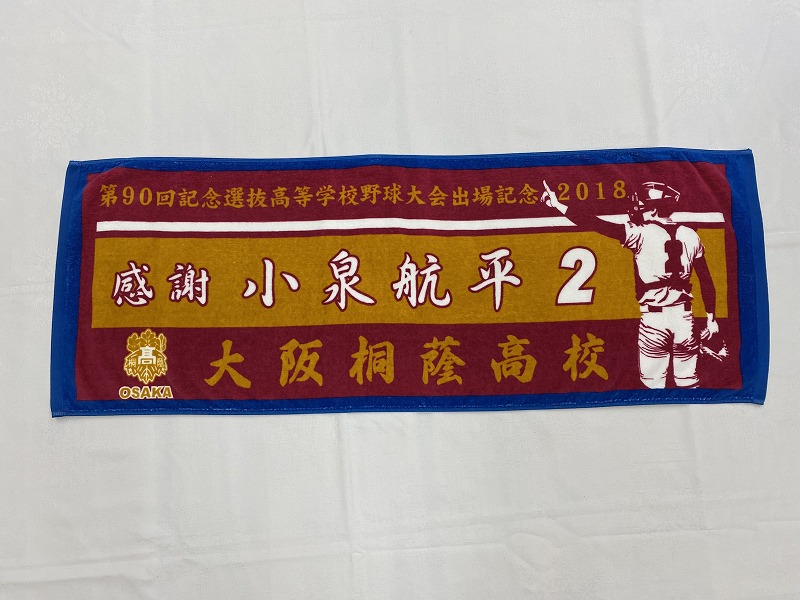 第90回記念選抜高等学校野球大会出場記念 2018
感謝 小泉航平 2
大阪桐蔭高校
高
OSAKA